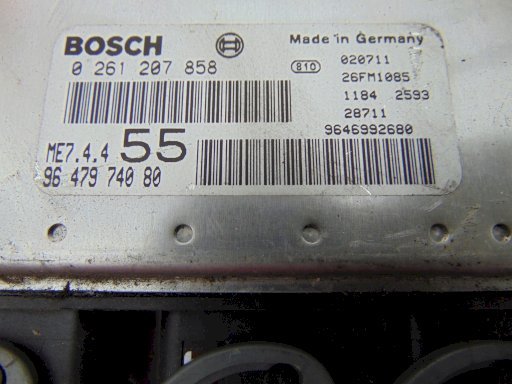 BOSCH
Made in Germany
0 261 207 858
810
020711
26FM1085
1184 2593
28711
9646992680
ME7.4.4 55
96 479 740 80